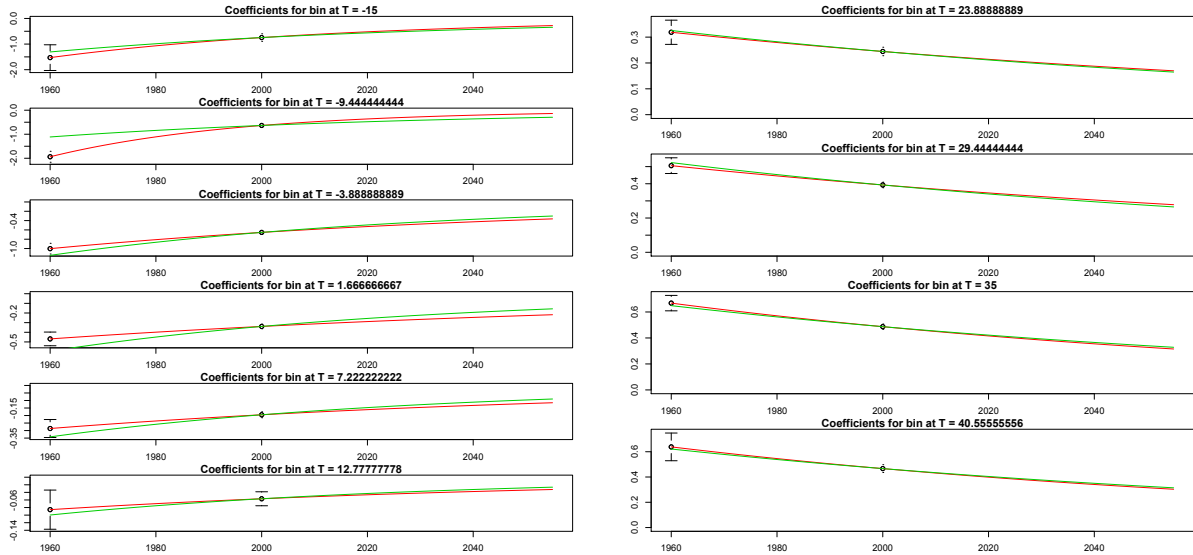 Coefficients for bin at T = -15
0.0
-1.0
-2.0
1960 1980 2000 2020 2040
Coefficients for bin at T = -9.444444444
0.0
-1.0
-2.0
1960 1980 2000 2020 2040
Coefficients for bin at T = -3.888888889
-0.4
-1.0
1960 1980 2000 2020 2040
Coefficients for bin at T = 1.666666667
-0.2
-0.5
1960 1980 2000 2020 2040
Coefficients for bin at T = 7.222222222
-0.15
-0.35
1960 1980 2000 2020 2040
Coefficients for bin at T = 12.77777778
-0.06
-0.14
1960 1980 2000 2020 2040
Coefficients for bin at T = 23.88888889
0.3
0.2
0.1
0.0
1960 1980 2000 2020 2040
Coefficients for bin at T = 29.44444444
0.4
0.2
0.0
1960 1980 2000 2020 2040
Coefficients for bin at T = 35
0.6
0.4
0.2
0.0
1960 1980 2000 2020 2040
Coefficients for bin at T = 40.55555556
0.6
0.4
0.2
0.0
1960 1980 2000 2020 2040